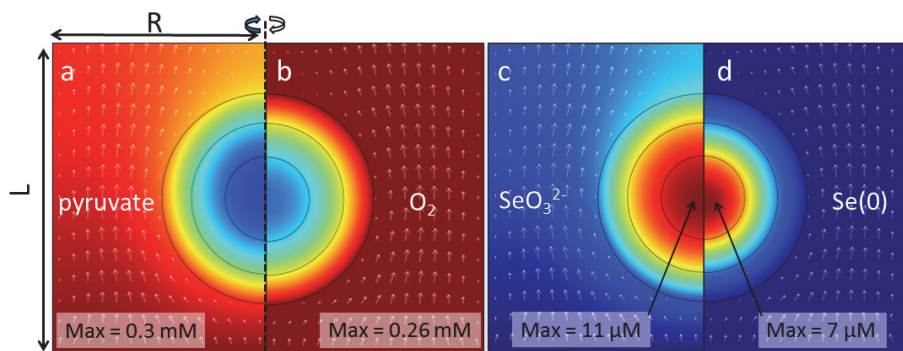 R
a
b
c
d
L
pyruvate
O₂
SeO₃²⁻
Se(0)
Max = 0.3 mM
Max = 0.26 mM
Max = 11 µM
Max = 7 µM